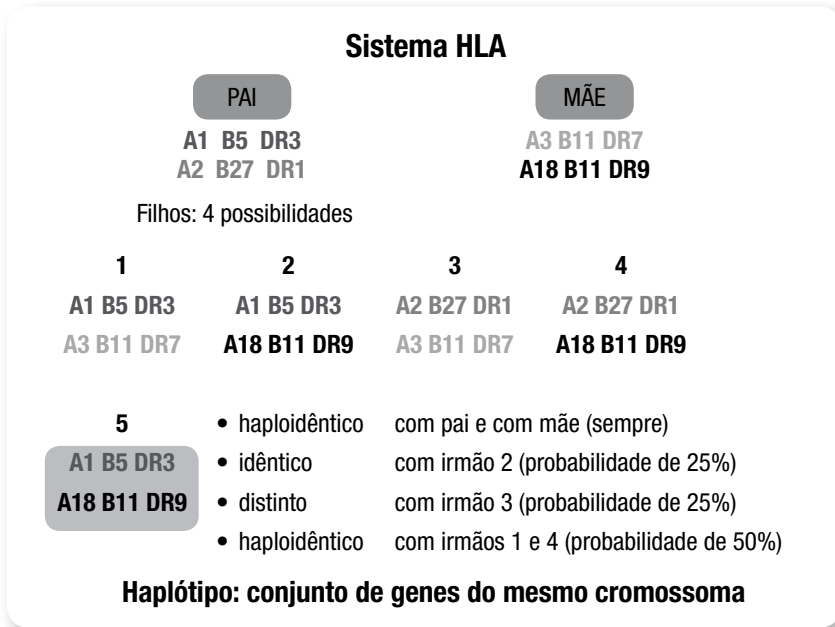 Sistema HLA
PAI MÃE
A1 B5 DR3 A3 B11 DR7
A2 B27 DR1 A18 B11 DR9
Filhos: 4 possibilidades
1 2 3 4
A1 B5 DR3 A1 B5 DR3 A2 B27 DR1 A2 B27 DR1
A3 B11 DR7 A18 B11 DR9 A3 B11 DR7 A18 B11 DR9
5 • haploidêntico com pai e com mãe (sempre)
A1 B5 DR3 • idêntico com irmão 2 (probabilidade de 25%)
A18 B11 DR9 • distinto com irmão 3 (probabilidade de 25%)
• haploidêntico com irmãos 1 e 4 (probabilidade de 50%)
Haplótipo: conjunto de genes do mesmo cromossoma